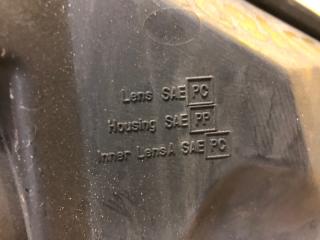 Lens SAE PC
Housing SAE PP
Inner LensA SAE PC